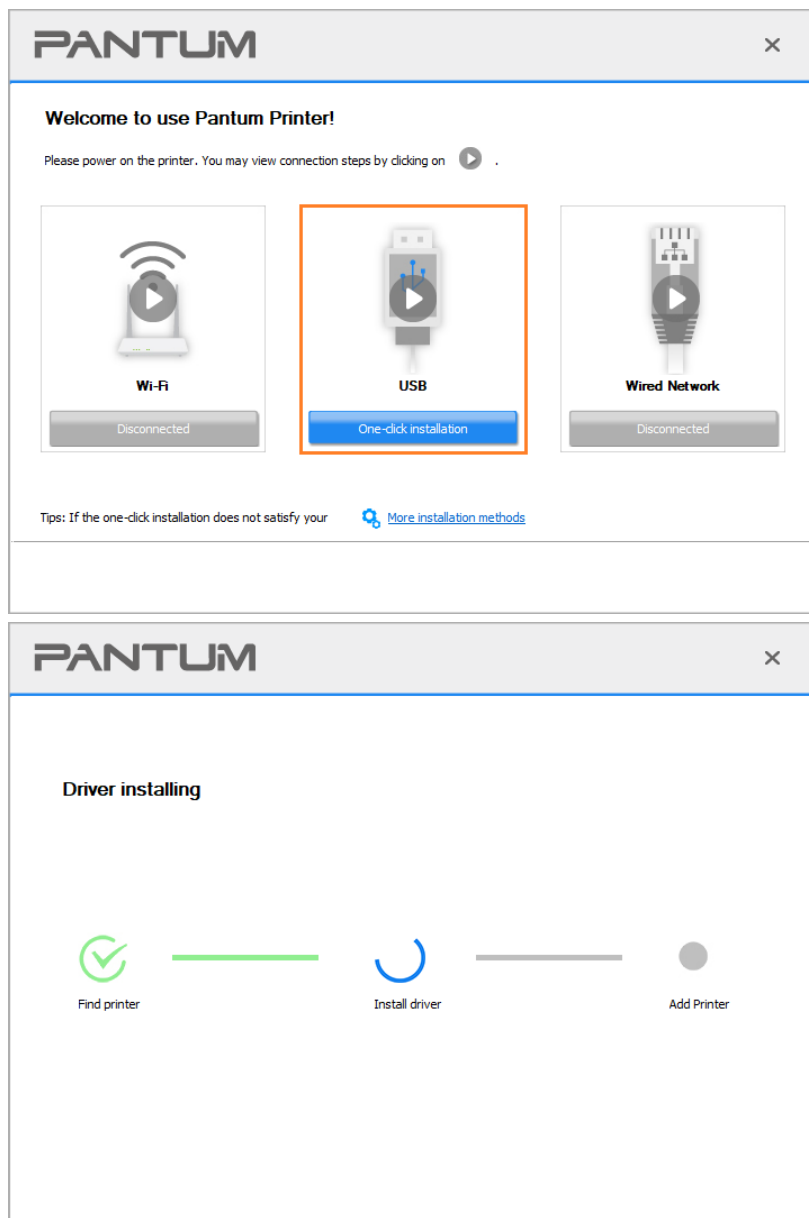 PANTUM
Welcome to use Pantum Printer!
Please power on the printer. You may view connection steps by clicking on .
Wi-Fi
Disconnected
USB
One-click installation
Wired Network
Disconnected
Tips: If the one-click installation does not satisfy your More installation methods
PANTUM
Driver installing
Find printer Install driver Add Printer